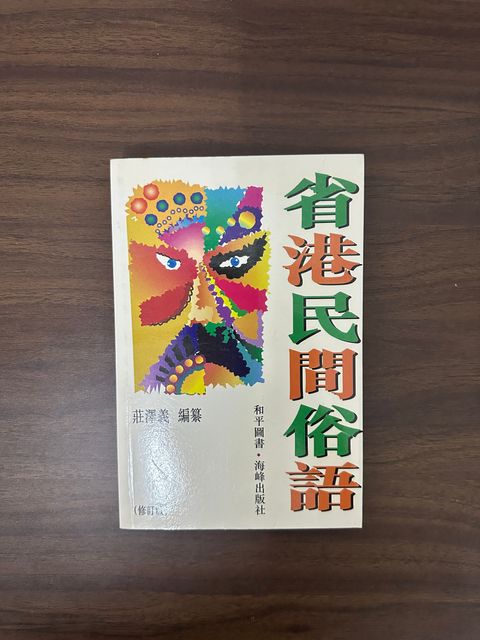 省港民間俗語
和平圖書•海峰出版社
莊澤義 編纂
(修訂